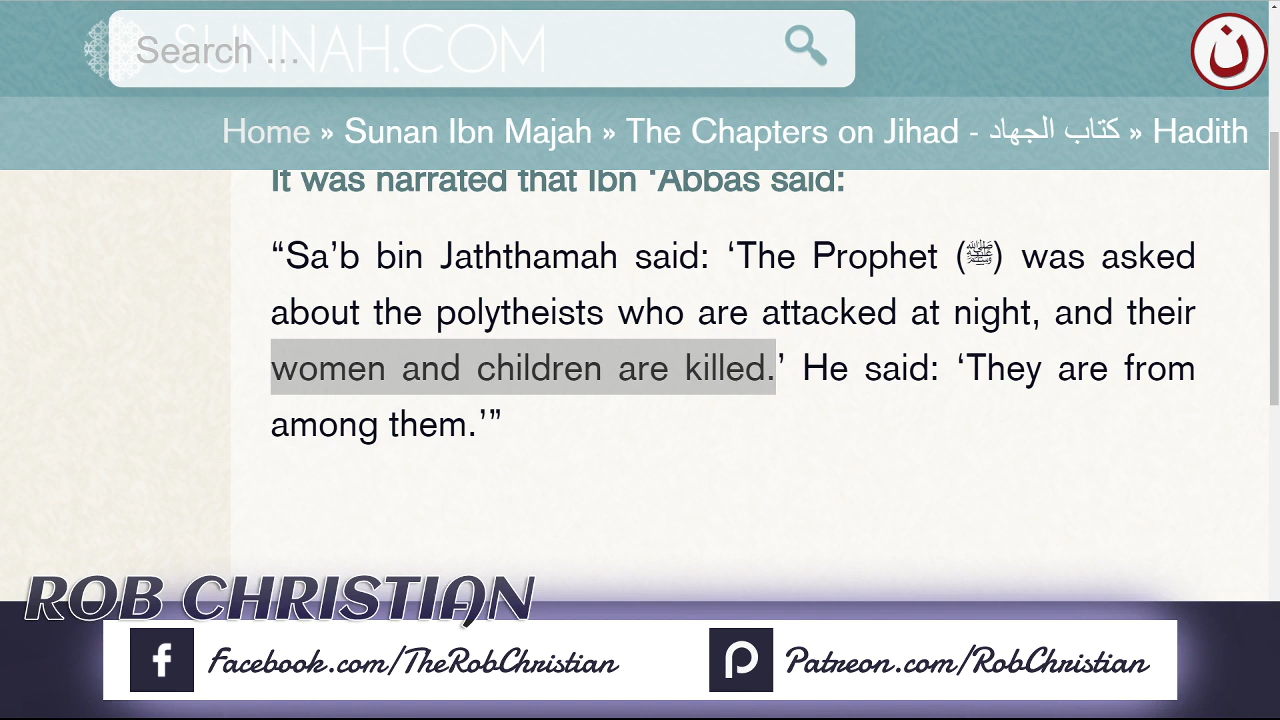 SUNNAH.COM
Search ...
ن
Home » Sunan Ibn Majah » The Chapters on Jihad - كتاب الجهاد » Hadith
It was narrated that Ibn ‘Abbas said:
“Sa’b bin Jaththamah said: ‘The Prophet (ﷺ) was asked
about the polytheists who are attacked at night, and their
women and children are killed.’ He said: ‘They are from
among them.’”
ROB CHRISTIAN
f Facebook.com/TheRobChristian
Patreon.com/RobChristian